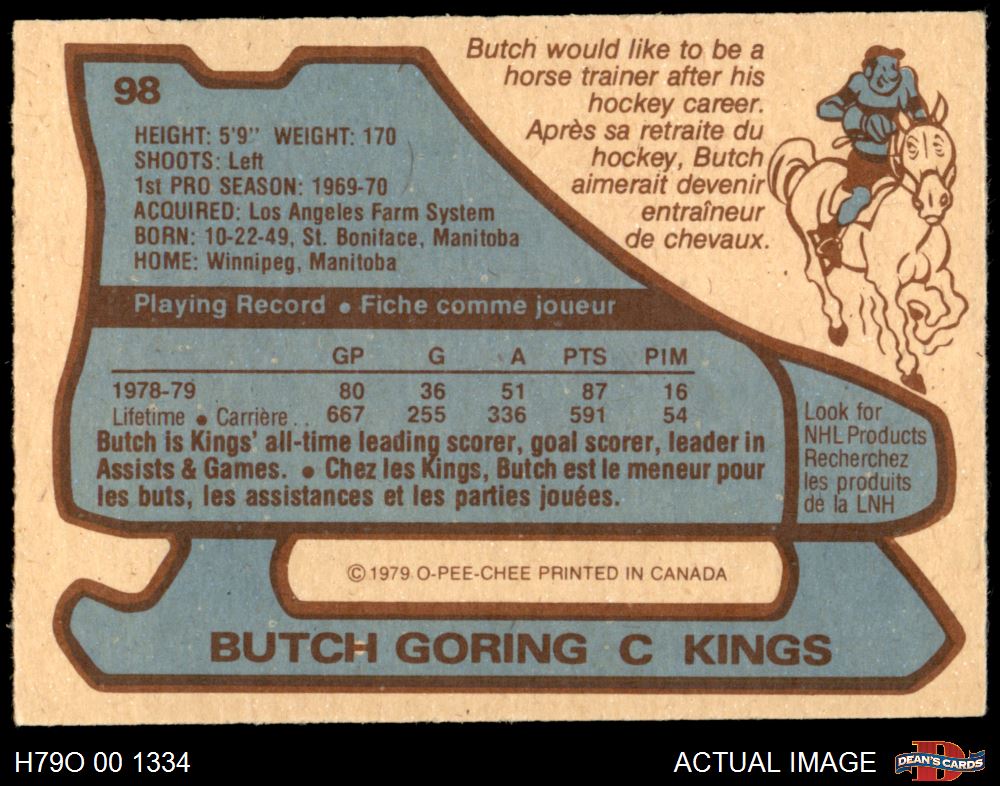 98
Butch would like to be a
horse trainer after his
hockey career.
Après sa retraite du
hockey, Butch
aimerait devenir
entraîneur
de chevaux.
HEIGHT: 5'9" WEIGHT: 170
SHOOTS: Left
1st PRO SEASON: 1969-70
ACQUIRED: Los Angeles Farm System
BORN: 10-22-49, St. Boniface, Manitoba
HOME: Winnipeg, Manitoba
Playing Record • Fiche comme joueur
GP G A PTS PIM
1978-79 80 36 51 87 16
Lifetime • Carrière . . 667 255 336 591 54
Butch is Kings' all-time leading scorer, goal scorer, leader in
Assists & Games. • Chez les Kings, Butch est le meneur pour
les buts, les assistances et les parties jouées.
Look for
NHL Products
Recherchez
les produits
de la LNH
© 1979 O-PEE-CHEE PRINTED IN CANADA
BUTCH GORING C KINGS
H79O 00 1334
ACTUAL IMAGE
DEAN'S CARDS